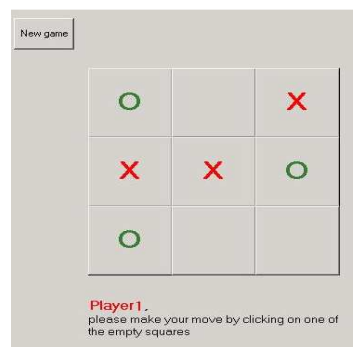 New game
O X
X X O
O
Player1,
please make your move by clicking on one of
the empty squares